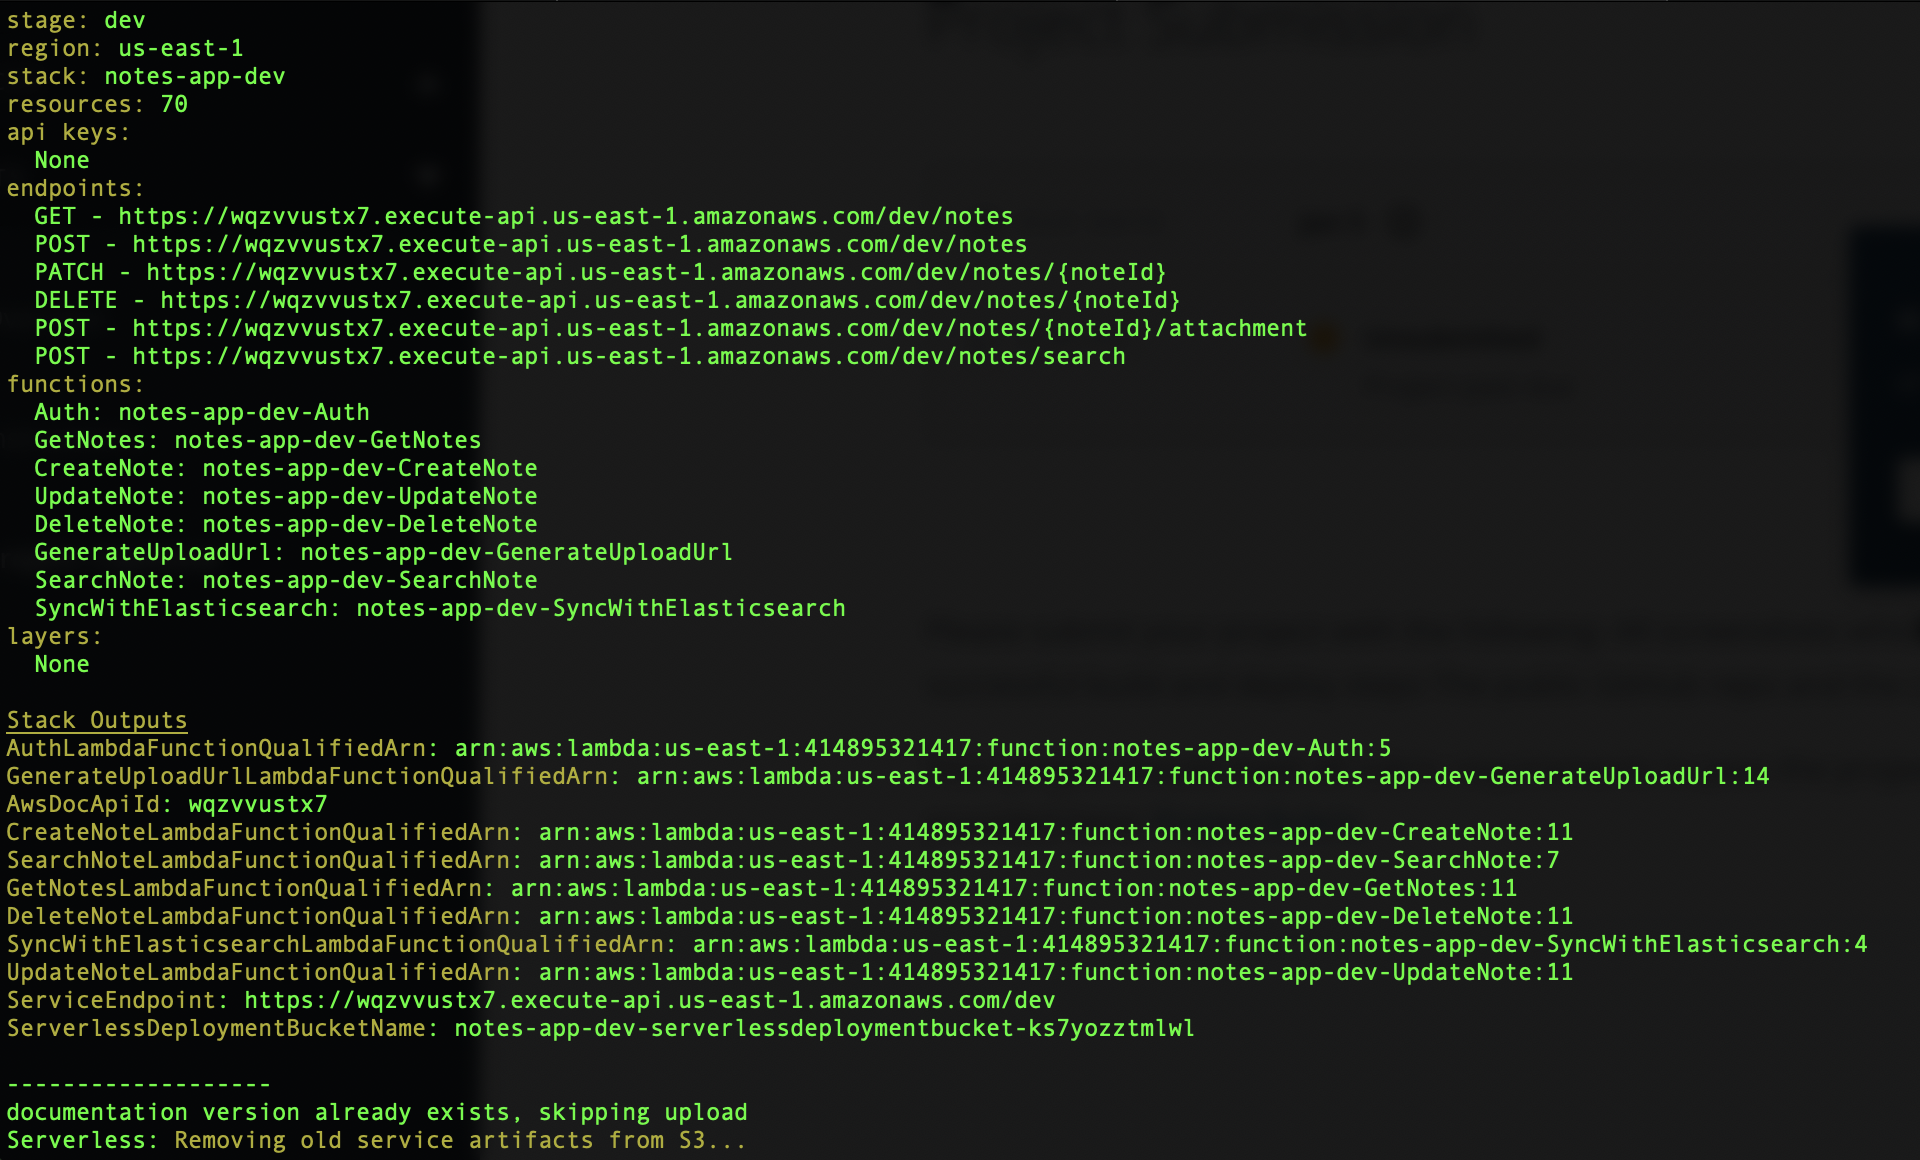 stage: dev
region: us-east-1
stack: notes-app-dev
resources: 70
api keys:
  None
endpoints:
  GET - https://wqzvvustx7.execute-api.us-east-1.amazonaws.com/dev/notes
  POST - https://wqzvvustx7.execute-api.us-east-1.amazonaws.com/dev/notes
  PATCH - https://wqzvvustx7.execute-api.us-east-1.amazonaws.com/dev/notes/{noteId}
  DELETE - https://wqzvvustx7.execute-api.us-east-1.amazonaws.com/dev/notes/{noteId}
  POST - https://wqzvvustx7.execute-api.us-east-1.amazonaws.com/dev/notes/{noteId}/attachment
  POST - https://wqzvvustx7.execute-api.us-east-1.amazonaws.com/dev/notes/search
functions:
  Auth: notes-app-dev-Auth
  GetNotes: notes-app-dev-GetNotes
  CreateNote: notes-app-dev-CreateNote
  UpdateNote: notes-app-dev-UpdateNote
  DeleteNote: notes-app-dev-DeleteNote
  GenerateUploadUrl: notes-app-dev-GenerateUploadUrl
  SearchNote: notes-app-dev-SearchNote
  SyncWithElasticsearch: notes-app-dev-SyncWithElasticsearch
layers:
  None
Stack Outputs
AuthLambdaFunctionQualifiedArn: arn:aws:lambda:us-east-1:414895321417:function:notes-app-dev-Auth:5
GenerateUploadUrlLambdaFunctionQualifiedArn: arn:aws:lambda:us-east-1:414895321417:function:notes-app-dev-GenerateUploadUrl:14
AwsDocApiId: wqzvvustx7
CreateNoteLambdaFunctionQualifiedArn: arn:aws:lambda:us-east-1:414895321417:function:notes-app-dev-CreateNote:11
SearchNoteLambdaFunctionQualifiedArn: arn:aws:lambda:us-east-1:414895321417:function:notes-app-dev-SearchNote:7
GetNotesLambdaFunctionQualifiedArn: arn:aws:lambda:us-east-1:414895321417:function:notes-app-dev-GetNotes:11
DeleteNoteLambdaFunctionQualifiedArn: arn:aws:lambda:us-east-1:414895321417:function:notes-app-dev-DeleteNote:11
SyncWithElasticsearchLambdaFunctionQualifiedArn: arn:aws:lambda:us-east-1:414895321417:function:notes-app-dev-SyncWithElasticsearch:4
UpdateNoteLambdaFunctionQualifiedArn: arn:aws:lambda:us-east-1:414895321417:function:notes-app-dev-UpdateNote:11
ServiceEndpoint: https://wqzvvustx7.execute-api.us-east-1.amazonaws.com/dev
ServerlessDeploymentBucketName: notes-app-dev-serverlessdeploymentbucket-ks7yozztmlwl
-------------------
documentation version already exists, skipping upload
Serverless: Removing old service artifacts from S3...